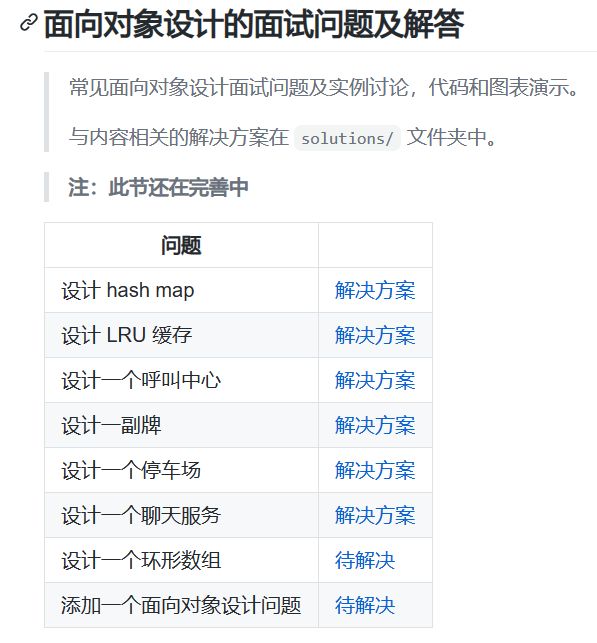 面向对象设计的面试问题及解答
常见面向对象设计面试问题及实例讨论，代码和图表演示。
与内容相关的解决方案在 solutions/ 文件夹中。
注：此节还在完善中
问题
设计 hash map 解决方案
设计 LRU 缓存 解决方案
设计一个呼叫中心 解决方案
设计一副牌 解决方案
设计一个停车场 解决方案
设计一个聊天服务 解决方案
设计一个环形数组 待解决
添加一个面向对象设计问题 待解决